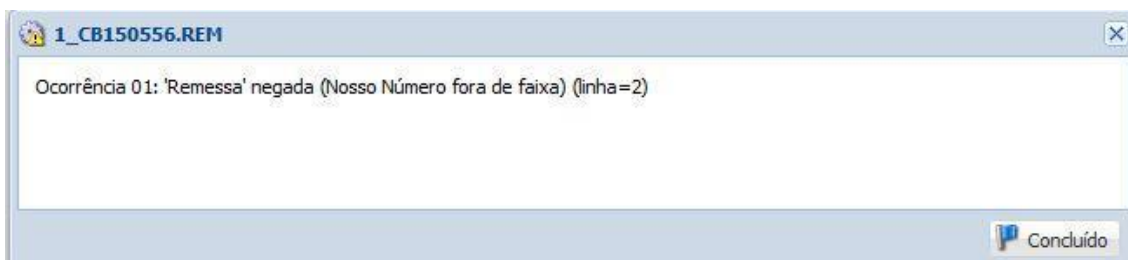 1_CB150556.REM
Ocorrência 01: 'Remessa' negada (Nosso Número fora de faixa) (linha=2)
Concluído